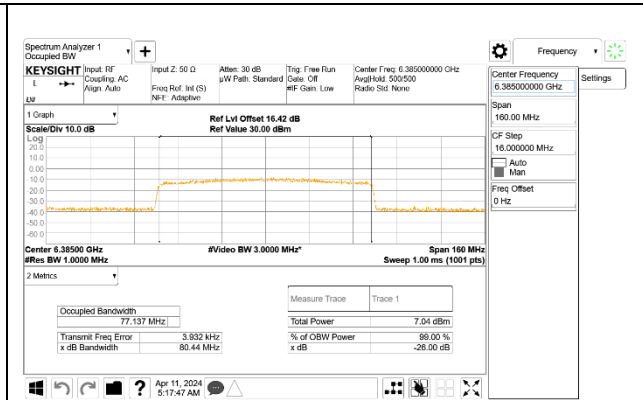 Spectrum Analyzer 1
Occupied BW
Frequency
KEYSIGHT
L
Input: RF
Coupling: AC
Align: Auto
Input Z: 50 Ω
Freq Ref: Int (S)
NFE: Adaptive
Atten: 30 dB
µW Path: Standard
Trig: Free Run
Gate: Off
#IF Gain: Low
Center Freq: 6.385000000 GHz
Avg|Hold: 500/500
Radio Std: None
Center Frequency
6.385000000 GHz
Settings
Span
160.00 MHz
CF Step
16.000000 MHz
Auto
Man
Freq Offset
0 Hz
1 Graph
Scale/Div 10.0 dB
Ref Lvl Offset 16.42 dB
Ref Value 30.00 dBm
Log
20.0
10.0
0.00
-10.0
-20.0
-30.0
-40.0
-50.0
-60.0
Center 6.38500 GHz
#Video BW 3.0000 MHz*
Span 160 MHz
#Res BW 1.0000 MHz
Sweep 1.00 ms (1001 pts)
2 Metrics
Measure Trace
Trace 1
Occupied Bandwidth
77.137 MHz
Total Power
7.04 dBm
Transmit Freq Error
3.932 kHz
% of OBW Power
99.00 %
x dB Bandwidth
80.44 MHz
x dB
-26.00 dB
Apr 11, 2024
5:17:47 AM